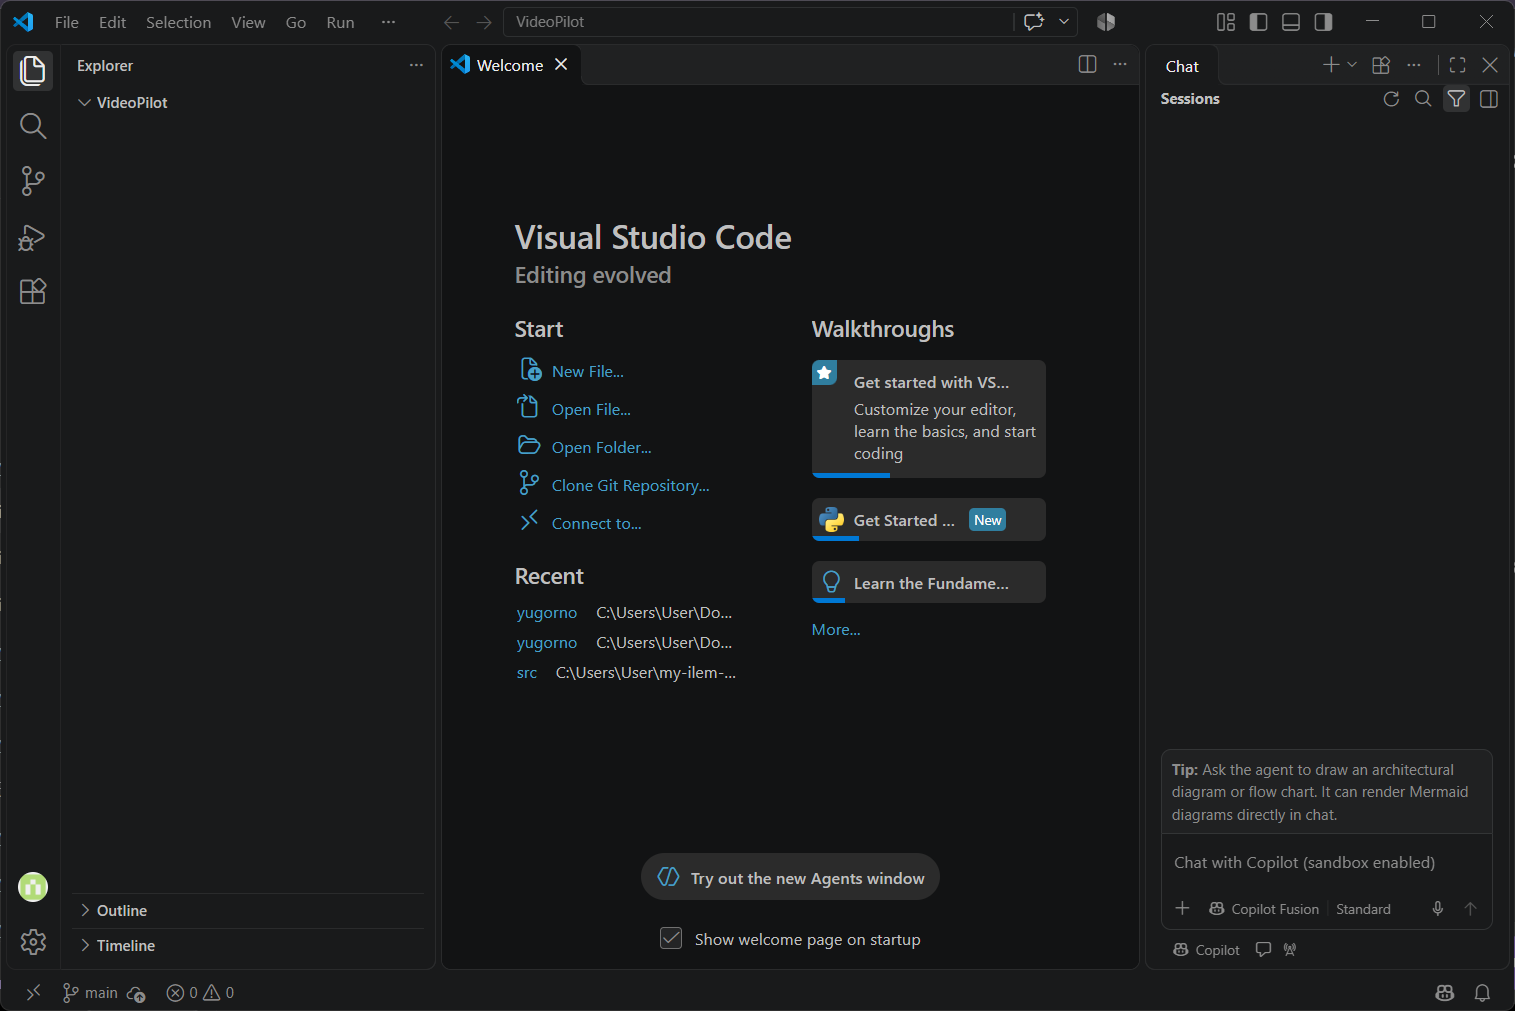 File Edit Selection View Go Run ···
VideoPilot
Explorer
VideoPilot
Outline
Timeline
Welcome
Visual Studio Code
Editing evolved
Start
New File...
Open File...
Open Folder...
Clone Git Repository...
Connect to...
Recent
yugorno C:\Users\User\Do...
yugorno C:\Users\User\Do...
src C:\Users\User\my-ilem-...
Walkthroughs
Get started with VS...
Customize your editor,
learn the basics, and start
coding
Get Started ... New
Learn the Fundame...
More...
Try out the new Agents window
Show welcome page on startup
Chat
Sessions
Tip: Ask the agent to draw an architectural
diagram or flow chart. It can render Mermaid
diagrams directly in chat.
Chat with Copilot (sandbox enabled)
Copilot Fusion Standard
Copilot
main 0 0